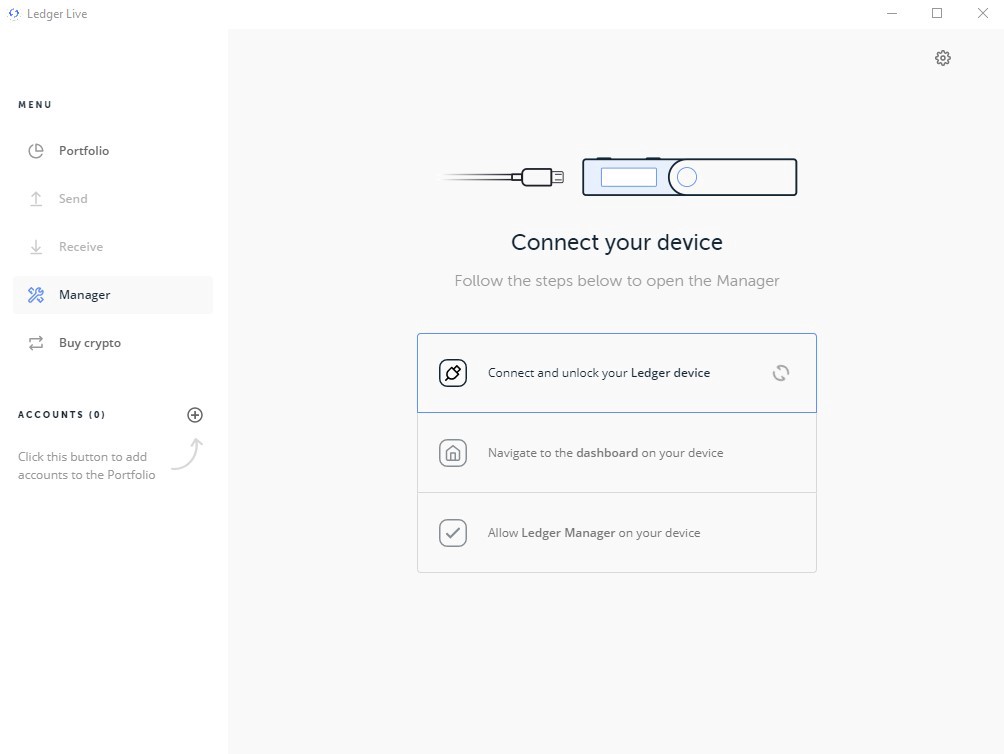 Ledger Live
MENU
Portfolio
Send
Receive
Manager
Buy crypto
ACCOUNTS (0)
Click this button to add
accounts to the Portfolio
Connect your device
Follow the steps below to open the Manager
Connect and unlock your Ledger device
Navigate to the dashboard on your device
Allow Ledger Manager on your device